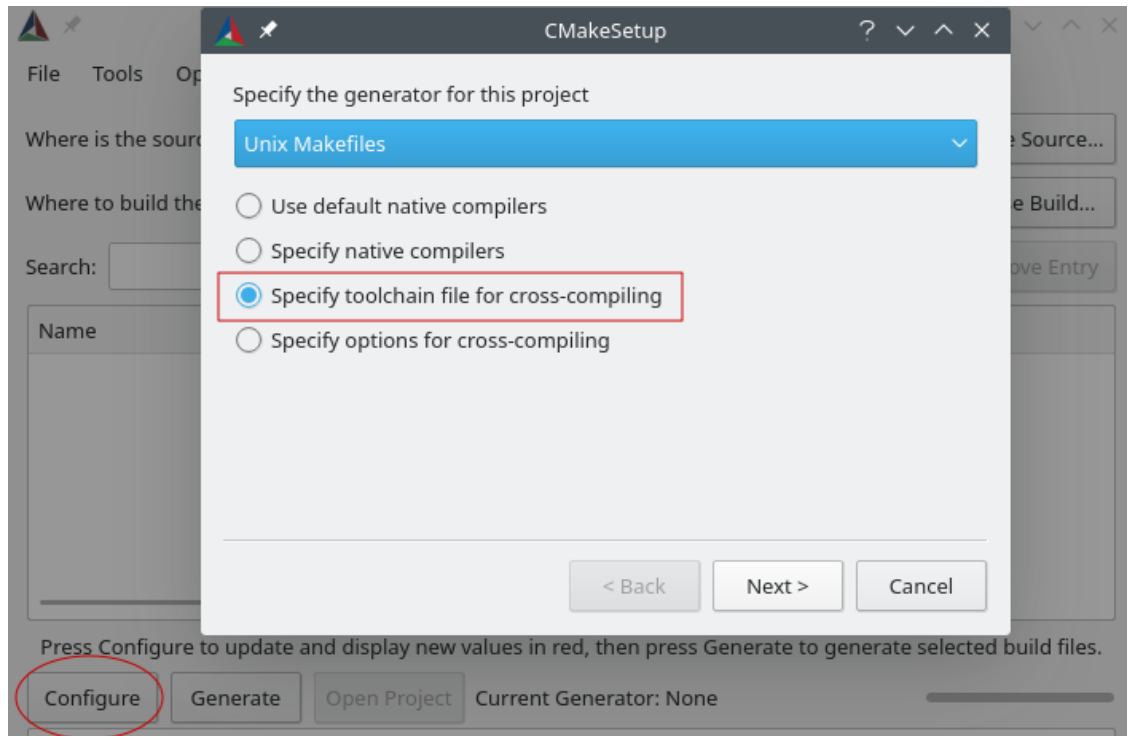 CMakeSetup
File Tools Op
Specify the generator for this project
Unix Makefiles
Where is the sourc
e Source...
Use default native compilers
Where to build the
e Build...
Specify native compilers
Search:
ove Entry
Specify toolchain file for cross-compiling
Name
Specify options for cross-compiling
< Back Next > Cancel
Press Configure to update and display new values in red, then press Generate to generate selected build files.
Configure Generate Open Project Current Generator: None